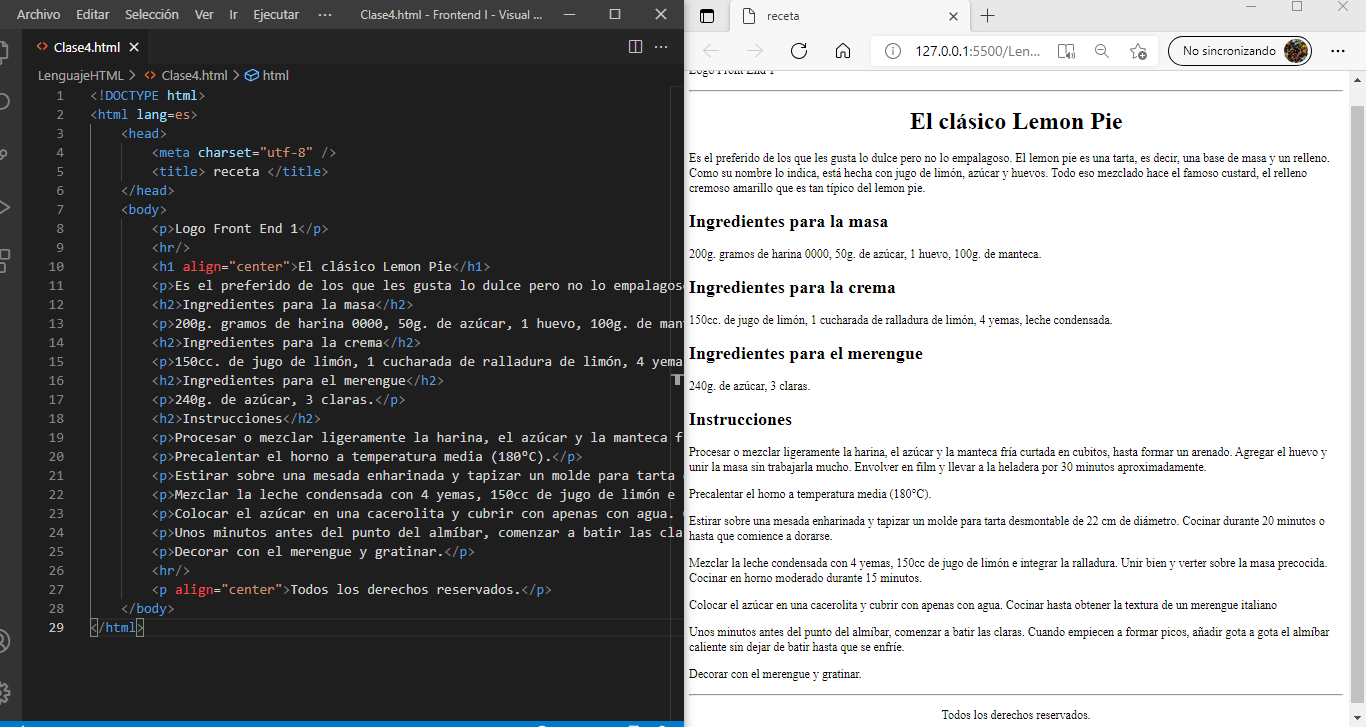 Archivo Editar Selección Ver Ir Ejecutar ··· Clase4.html - Frontend I - Visual ...
Clase4.html
LenguajeHTML > Clase4.html > html
1 <!DOCTYPE html>
2 <html lang=es>
3 <head>
4 <meta charset="utf-8" />
5 <title> receta </title>
6 </head>
7 <body>
8 <p>Logo Front End 1</p>
9 <hr/>
10 <h1 align="center">El clásico Lemon Pie</h1>
11 <p>Es el preferido de los que les gusta lo dulce pero no lo empalagos
12 <h2>Ingredientes para la masa</h2>
13 <p>200g. gramos de harina 0000, 50g. de azúcar, 1 huevo, 100g. de man
14 <h2>Ingredientes para la crema</h2>
15 <p>150cc. de jugo de limón, 1 cucharada de ralladura de limón, 4 yema
16 <h2>Ingredientes para el merengue</h2>
17 <p>240g. de azúcar, 3 claras.</p>
18 <h2>Instrucciones</h2>
19 <p>Procesar o mezclar ligeramente la harina, el azúcar y la manteca f
20 <p>Precalentar el horno a temperatura media (180°C).</p>
21 <p>Estirar sobre una mesada enharinada y tapizar un molde para tarta
22 <p>Mezclar la leche condensada con 4 yemas, 150cc de jugo de limón e
23 <p>Colocar el azúcar en una cacerolita y cubrir con apenas con agua.
24 <p>Unos minutos antes del punto del almíbar, comenzar a batir las cla
25 <p>Decorar con el merengue y gratinar.</p>
26 <hr/>
27 <p align="center">Todos los derechos reservados.</p>
28 </body>
29 </html>
receta
127.0.0.1:5500/Len...
No sincronizando
Logo Front End 1
El clásico Lemon Pie
Es el preferido de los que les gusta lo dulce pero no lo empalagoso. El lemon pie es una tarta, es decir, una base de masa y un relleno.
Como su nombre lo indica, está hecha con jugo de limón, azúcar y huevos. Todo eso mezclado hace el famoso custard, el relleno
cremoso amarillo que es tan típico del lemon pie.
Ingredientes para la masa
200g. gramos de harina 0000, 50g. de azúcar, 1 huevo, 100g. de manteca.
Ingredientes para la crema
150cc. de jugo de limón, 1 cucharada de ralladura de limón, 4 yemas, leche condensada.
Ingredientes para el merengue
240g. de azúcar, 3 claras.
Instrucciones
Procesar o mezclar ligeramente la harina, el azúcar y la manteca fría curtada en cubitos, hasta formar un arenado. Agregar el huevo y
unir la masa sin trabajarla mucho. Envolver en film y llevar a la heladera por 30 minutos aproximadamente.
Precalentar el horno a temperatura media (180°C).
Estirar sobre una mesada enharinada y tapizar un molde para tarta desmontable de 22 cm de diámetro. Cocinar durante 20 minutos o
hasta que comience a dorarse.
Mezclar la leche condensada con 4 yemas, 150cc de jugo de limón e integrar la ralladura. Unir bien y verter sobre la masa precocida.
Cocinar en horno moderado durante 15 minutos.
Colocar el azúcar en una cacerolita y cubrir con apenas con agua. Cocinar hasta obtener la textura de un merengue italiano
Unos minutos antes del punto del almíbar, comenzar a batir las claras. Cuando empiecen a formar picos, añadir gota a gota el almíbar
caliente sin dejar de batir hasta que se enfríe.
Decorar con el merengue y gratinar.
Todos los derechos reservados.